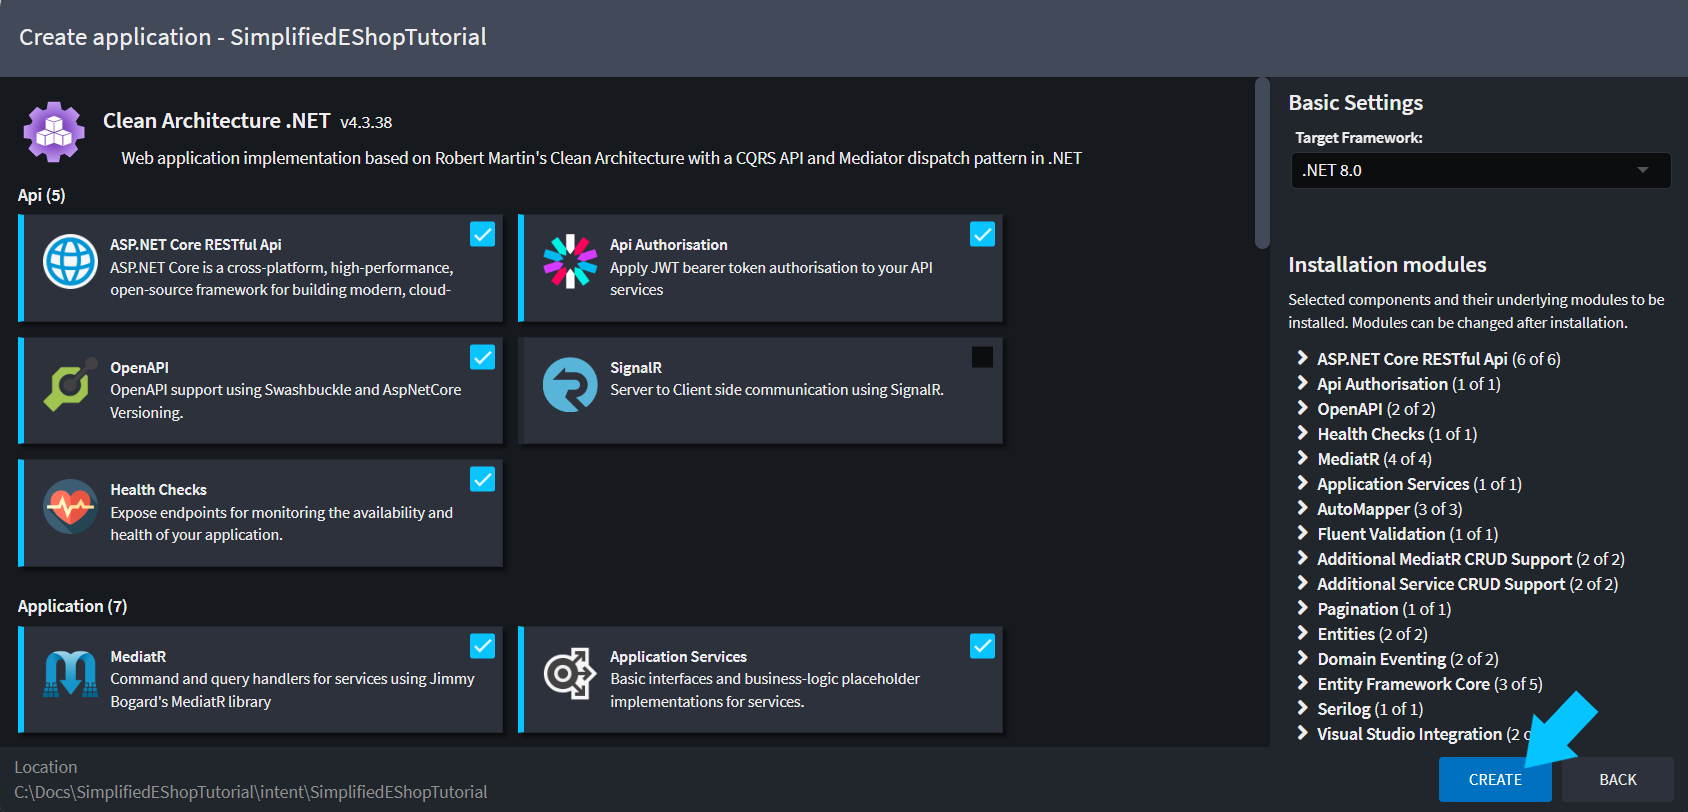 Create application - SimplifiedEShopTutorial
Clean Architecture .NET v4.3.38
Web application implementation based on Robert Martin's Clean Architecture with a CQRS API and Mediator dispatch pattern in .NET
Api (5)
ASP.NET Core RESTful Api
ASP.NET Core is a cross-platform, high-performance,
open-source framework for building modern, cloud-
Api Authorisation
Apply JWT bearer token authorisation to your API
services
OpenAPI
OpenAPI support using Swashbuckle and AspNetCore
Versioning.
SignalR
Server to Client side communication using SignalR.
Health Checks
Expose endpoints for monitoring the availability and
health of your application.
Application (7)
MediatR
Command and query handlers for services using Jimmy
Bogard's MediatR library
Application Services
Basic interfaces and business-logic placeholder
implementations for services.
Basic Settings
Target Framework:
.NET 8.0
Installation modules
Selected components and their underlying modules to be
installed. Modules can be changed after installation.
ASP.NET Core RESTful Api (6 of 6)
Api Authorisation (1 of 1)
OpenAPI (2 of 2)
Health Checks (1 of 1)
MediatR (4 of 4)
Application Services (1 of 1)
AutoMapper (3 of 3)
Fluent Validation (1 of 1)
Additional MediatR CRUD Support (2 of 2)
Additional Service CRUD Support (2 of 2)
Pagination (1 of 1)
Entities (2 of 2)
Domain Eventing (2 of 2)
Entity Framework Core (3 of 5)
Serilog (1 of 1)
Visual Studio Integration (2
Location
C:\Docs\SimplifiedEShopTutorial\intent\SimplifiedEShopTutorial
CREATE
BACK